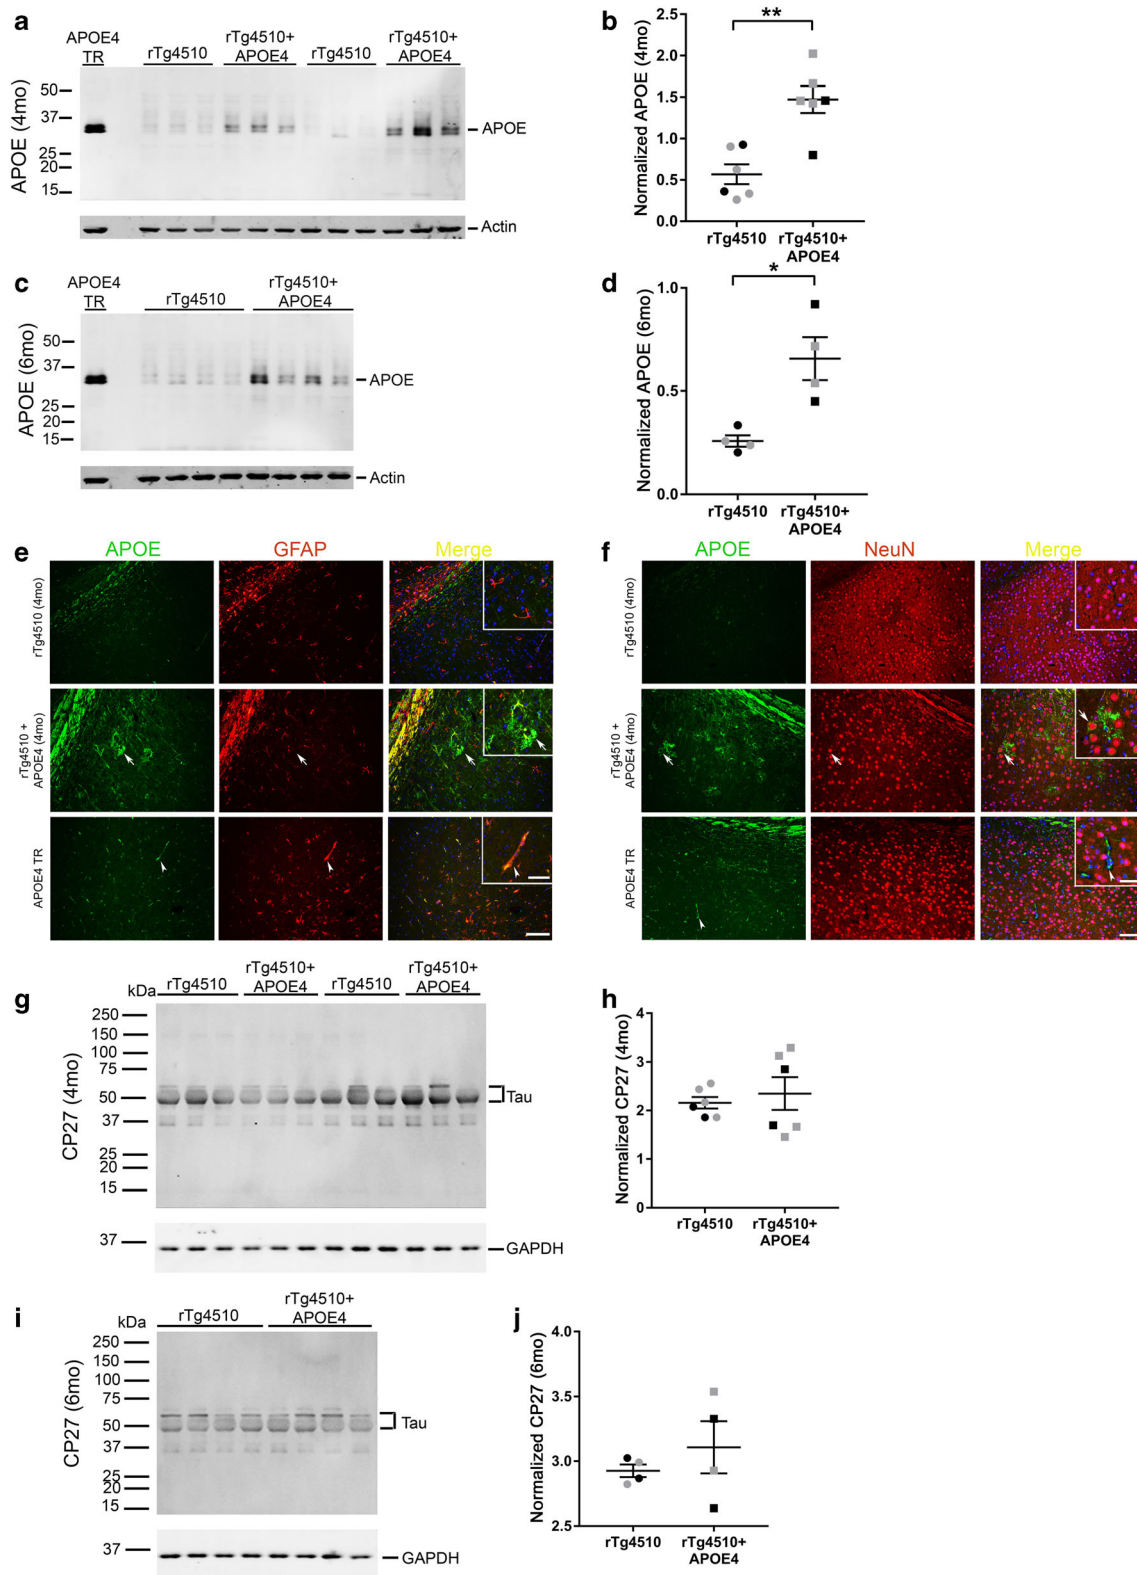 a
APOE4 TR
rTg4510
rTg4510+ APOE4
rTg4510
rTg4510+ APOE4
APOE (4mo)
50
37
25
20
15
APOE
Actin
b
**
Normalized APOE (4mo)
2.5
2.0
1.5
1.0
0.5
0.0
rTg4510
rTg4510+ APOE4
c
APOE4 TR
rTg4510
rTg4510+ APOE4
APOE (6mo)
50
37
25
20
15
APOE
Actin
d
*
Normalized APOE (6mo)
1.0
0.5
0.0
rTg4510
rTg4510+ APOE4
e
APOE
GFAP
Merge
rTg4510 (4mo)
rTg4510 + APOE4 (4mo)
APOE4 TR
f
APOE
NeuN
Merge
rTg4510 (4mo)
rTg4510 + APOE4 (4mo)
APOE4 TR
g
kDa
rTg4510
rTg4510+ APOE4
rTg4510
rTg4510+ APOE4
CP27 (4mo)
250
150
100
75
50
37
25
20
15
Tau
37
GAPDH
h
Normalized CP27 (4mo)
4
3
2
1
0
rTg4510
rTg4510+ APOE4
i
kDa
rTg4510
rTg4510+ APOE4
CP27 (6mo)
250
150
100
75
50
37
25
20
15
Tau
37
GAPDH
j
Normalized CP27 (6mo)
4.0
3.5
3.0
2.5
rTg4510
rTg4510+ APOE4